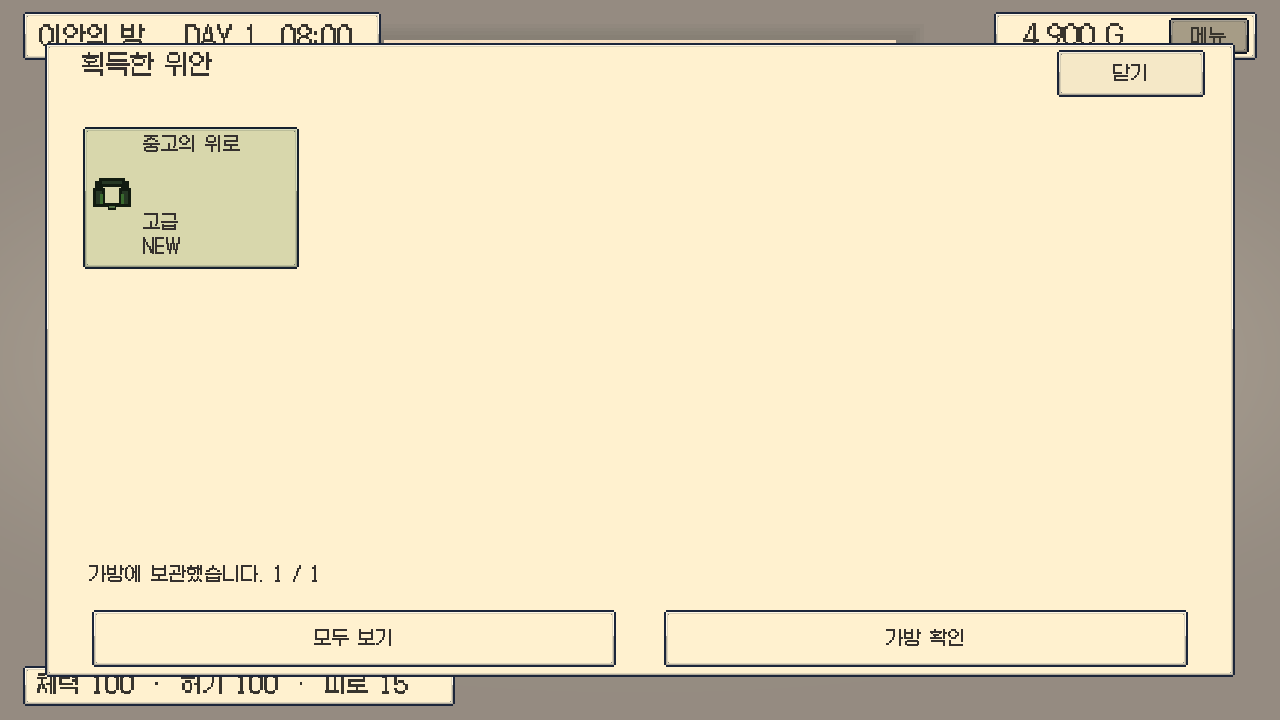 이안의 방 DAY 1 08:00
4,900 G
메뉴
획득한 위안
닫기
중고의 위로
고급
NEW
가방에 보관했습니다. 1 / 1
모두 보기
가방 확인
체력 100 · 허기 100 · 피로 15